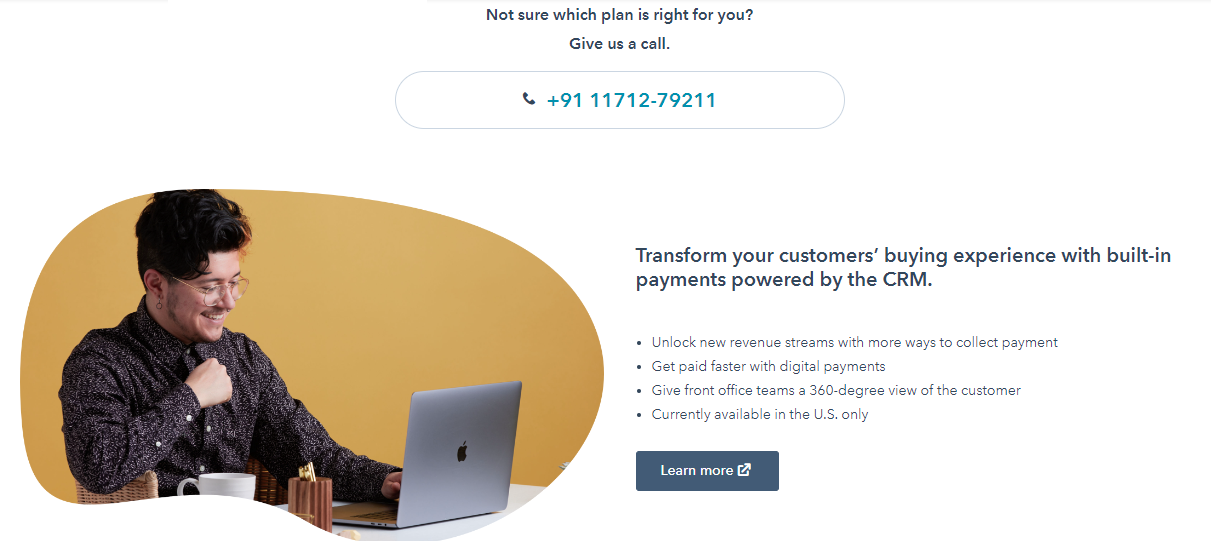 Not sure which plan is right for you?
Give us a call.
+91 11712-79211
Transform your customers’ buying experience with built-in
payments powered by the CRM.
• Unlock new revenue streams with more ways to collect payment
• Get paid faster with digital payments
• Give front office teams a 360-degree view of the customer
• Currently available in the U.S. only
Learn more